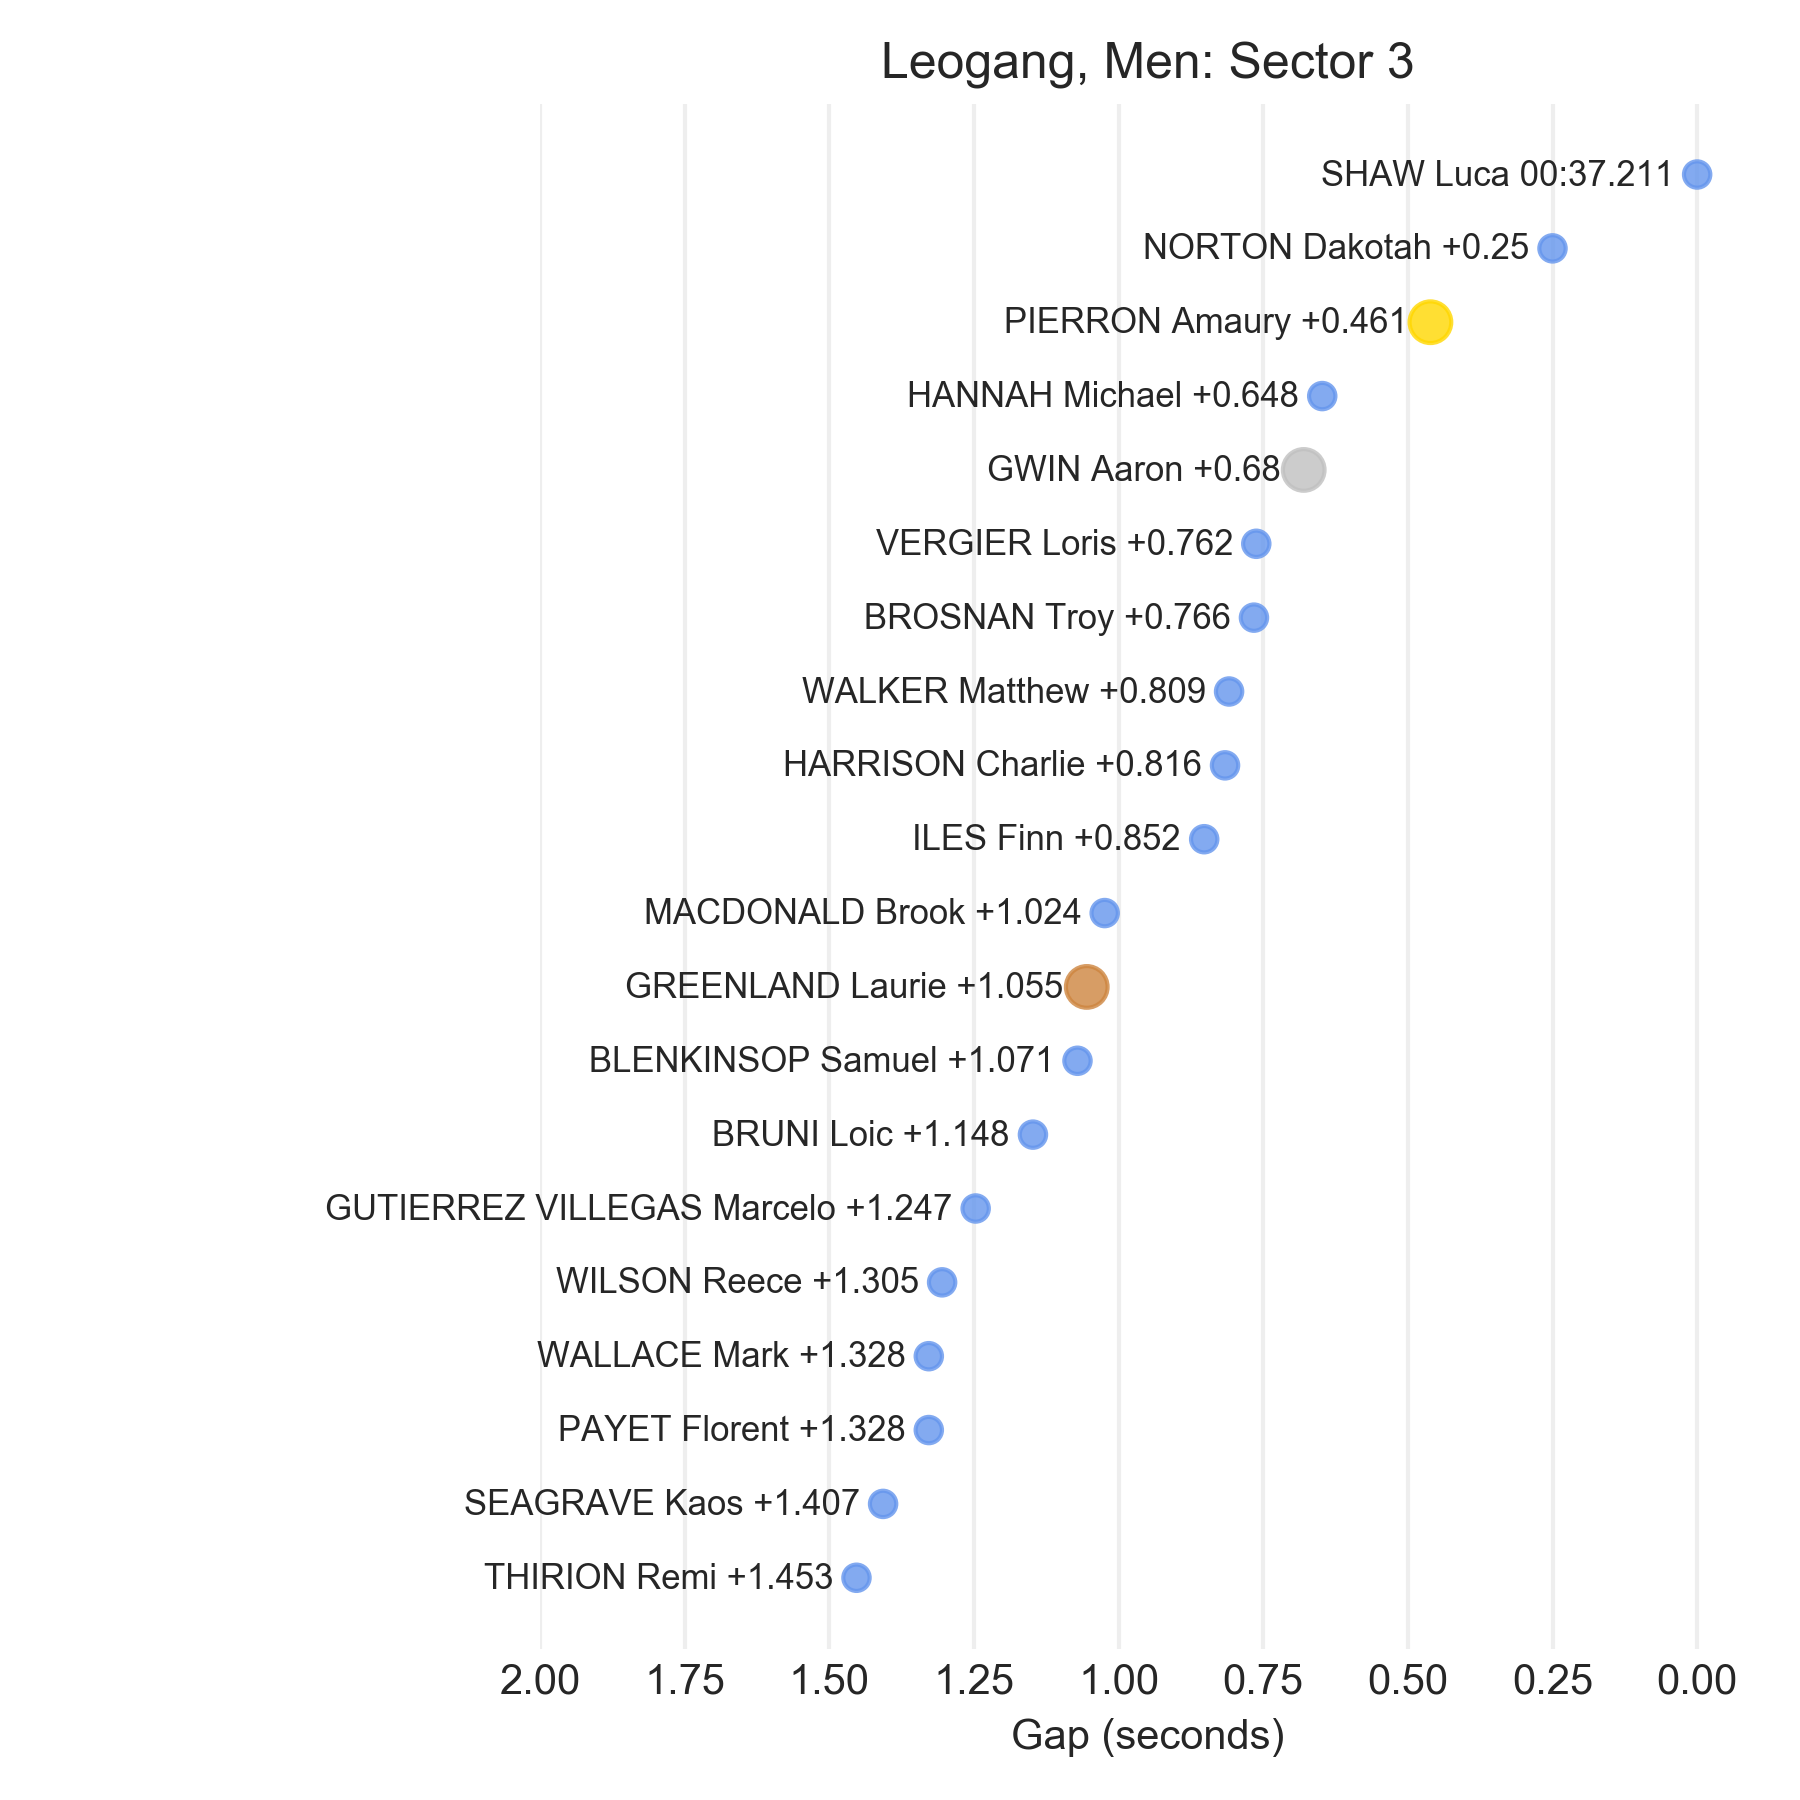 Leogang, Men: Sector 3
SHAW Luca 00:37.211
NORTON Dakotah +0.25
PIERRON Amaury +0.461
HANNAH Michael +0.648
GWIN Aaron +0.68
VERGIER Loris +0.762
BROSNAN Troy +0.766
WALKER Matthew +0.809
HARRISON Charlie +0.816
ILES Finn +0.852
MACDONALD Brook +1.024
GREENLAND Laurie +1.055
BLENKINSOP Samuel +1.071
BRUNI Loic +1.148
GUTIERREZ VILLEGAS Marcelo +1.247
WILSON Reece +1.305
WALLACE Mark +1.328
PAYET Florent +1.328
SEAGRAVE Kaos +1.407
THIRION Remi +1.453
2.00 1.75 1.50 1.25 1.00 0.75 0.50 0.25 0.00
Gap (seconds)